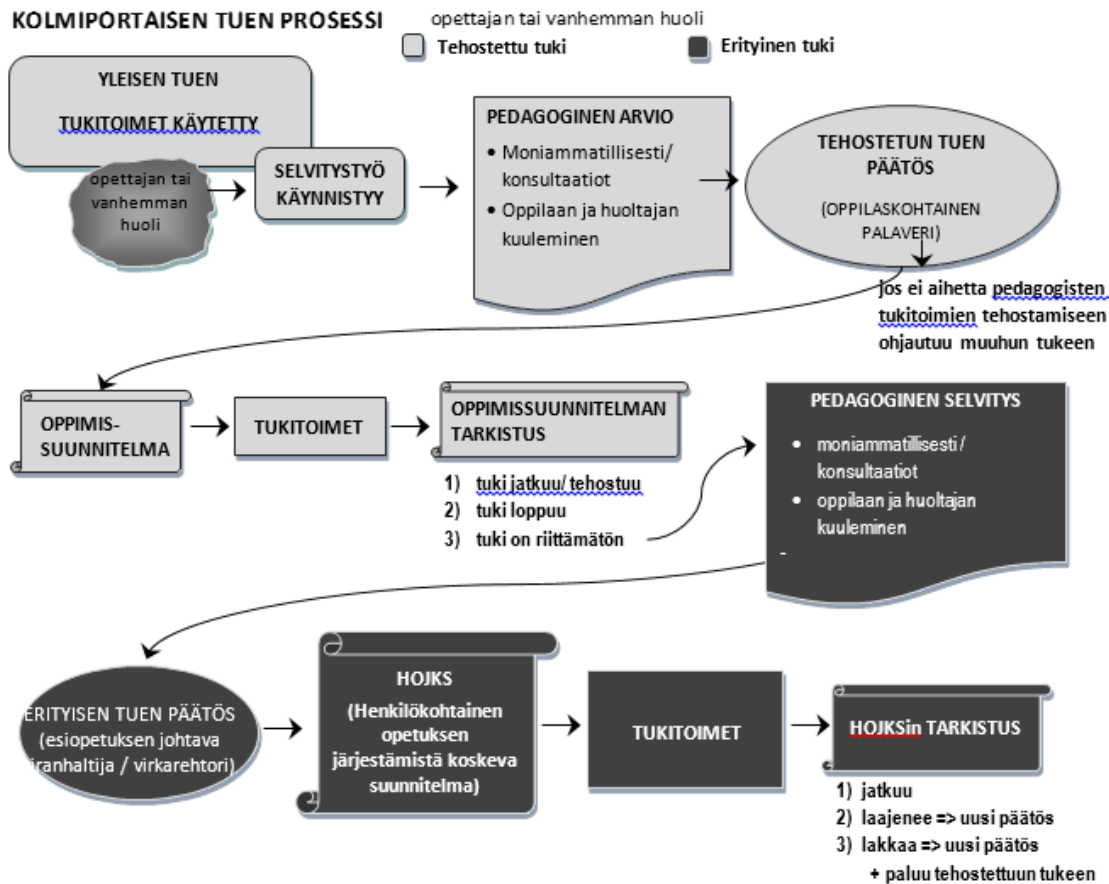 KOLMIPORTAISEN TUEN PROSESSI
opettajan tai vanhemman huoli
Tehostettu tuki
Erityinen tuki
YLEISEN TUEN
TUKITOIMET KÄYTETTY
opettajan tai
vanhemman
huoli
SELVITYSTYÖ
KÄYNNISTYY
PEDAGOGINEN ARVIO
• Moniammatillisesti/
konsultaatiot
• Oppilaan ja huoltajan
kuuleminen
TEHOSTETUN TUEN
PÄÄTÖS
(OPPILASKOHTAINEN
PALAVERI)
jos ei aihetta pedagogisten
tukitoimien tehostamiseen
ohjautuu muuhun tukeen
OPPIMIS-
SUUNNITELMA
TUKITOIMET
OPPIMISSUUNNITELMAN
TARKISTUS
1) tuki jatkuu/ tehostuu
2) tuki loppuu
3) tuki on riittämätön
PEDAGOGINEN SELVITYS
• moniammatillisesti/
konsultaatiot
• oppilaan ja huoltajan
kuuleminen
-
ERITYISEN TUEN PÄÄTÖS
(esiopetuksen johtava
iranhaltija / virkarehtori)
HOJKS
(Henkilökohtainen
opetuksen
järjestämistä koskeva
suunnitelma)
TUKITOIMET
HOJKSin TARKISTUS
1) jatkuu
2) laajenee => uusi päätös
3) lakkaa => uusi päätös
+ paluu tehostettuun tukeen